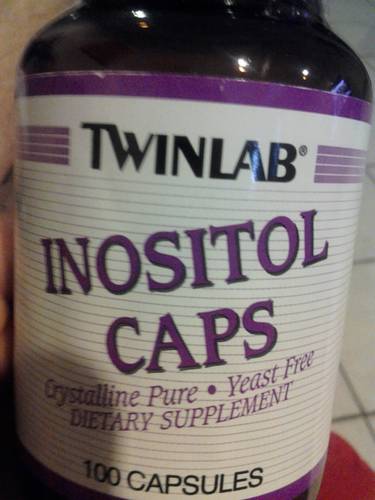 TWINLAB®
INOSITOL
CAPS
Crystalline Pure • Yeast Free
DIETARY SUPPLEMENT
100 CAPSULES